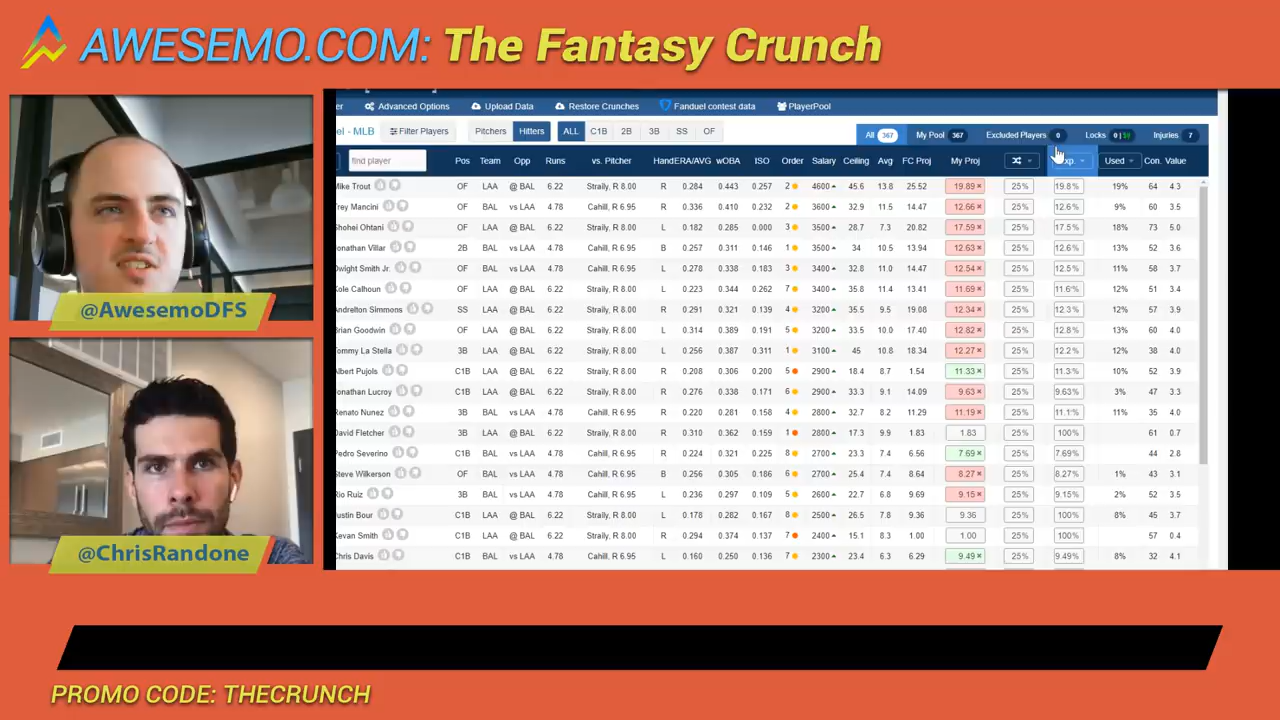 AWESEMO.COM: The Fantasy Crunch
er Advanced Options Upload Data Restore Crunches Fanduel contest data PlayerPool
el - MLB Filter Players Pitchers Hitters ALL C1B 2B 3B SS OF All 367 My Pool 367 Excluded Players 0 Locks Injuries 7
find player Pos Team Opp Runs vs. Pitcher Hand ERA/AVG wOBA ISO Order Salary Ceiling Avg FC Proj My Proj Used Con. Value
Mike Trout OF LAA @ BAL 6.22 Straily, R 8.00 R 0.284 0.443 0.257 2 4600 45.6 13.8 25.52 19.89 × 25% 19.8% 19% 64 4.3
Trey Mancini OF BAL vs LAA 4.78 Cahill, R 6.95 R 0.336 0.410 0.232 2 3600 32.9 11.5 14.47 12.66 × 25% 12.6% 9% 60 3.5
Shohei Ohtani OF LAA @ BAL 6.22 Straily, R 8.00 L 0.182 0.285 0.000 3 3500 28.7 7.3 20.82 17.59 × 25% 17.5% 18% 73 5.0
Jonathan Villar 2B BAL vs LAA 4.78 Cahill, R 6.95 B 0.257 0.311 0.146 1 3500 34 10.5 13.94 12.63 × 25% 12.6% 13% 52 3.6
Dwight Smith Jr. OF BAL vs LAA 4.78 Cahill, R 6.95 L 0.278 0.338 0.183 3 3400 32.8 11.0 14.47 12.54 × 25% 12.5% 11% 58 3.7
Kole Calhoun OF LAA @ BAL 6.22 Straily, R 8.00 L 0.223 0.344 0.262 7 3400 35.8 11.4 13.41 11.69 × 25% 11.6% 12% 51 3.4
Andrelton Simmons SS LAA @ BAL 6.22 Straily, R 8.00 R 0.291 0.321 0.139 4 3200 35.5 9.5 19.08 12.34 × 25% 12.3% 12% 57 3.9
Brian Goodwin OF LAA @ BAL 6.22 Straily, R 8.00 L 0.314 0.389 0.191 5 3200 33.5 10.0 17.40 12.82 × 25% 12.8% 13% 60 4.0
Tommy La Stella 3B LAA @ BAL 6.22 Straily, R 8.00 L 0.256 0.387 0.311 1 3100 45 10.8 18.34 12.27 × 25% 12.2% 12% 38 4.0
Albert Pujols C1B LAA @ BAL 6.22 Straily, R 8.00 R 0.208 0.306 0.200 5 2900 18.4 8.7 1.54 11.33 × 25% 11.3% 10% 52 3.9
Jonathan Lucroy C1B LAA @ BAL 6.22 Straily, R 8.00 R 0.276 0.338 0.171 6 2900 33.3 9.1 14.09 9.63 × 25% 9.63% 3% 47 3.3
Renato Nunez 3B BAL vs LAA 4.78 Cahill, R 6.95 R 0.220 0.281 0.158 4 2800 32.7 8.2 11.29 11.19 × 25% 11.1% 11% 35 4.0
David Fletcher 3B LAA @ BAL 6.22 Straily, R 8.00 R 0.310 0.362 0.159 1 2800 17.3 9.9 1.83 1.83 25% 100% 61 0.7
Pedro Severino C1B BAL vs LAA 4.78 Cahill, R 6.95 R 0.224 0.321 0.225 8 2700 23.3 7.4 6.56 7.69 × 25% 7.69% 44 2.8
Steve Wilkerson OF BAL vs LAA 4.78 Cahill, R 6.95 B 0.256 0.305 0.186 6 2700 25.4 7.4 8.64 8.27 × 25% 8.27% 1% 43 3.1
Rio Ruiz 3B BAL vs LAA 4.78 Cahill, R 6.95 L 0.236 0.297 0.109 5 2600 22.7 6.8 9.69 9.15 × 25% 9.15% 2% 52 3.5
Justin Bour C1B LAA @ BAL 6.22 Straily, R 8.00 L 0.178 0.282 0.167 8 2500 26.5 7.8 9.36 9.36 25% 100% 8% 45 3.7
Kevan Smith C1B LAA @ BAL 6.22 Straily, R 8.00 R 0.294 0.374 0.137 7 2400 15.1 8.3 1.00 1.00 25% 100% 57 0.4
Chris Davis C1B BAL vs LAA 4.78 Cahill, R 6.95 L 0.160 0.250 0.136 7 2300 23.4 6.3 6.29 9.49 × 25% 9.49% 8% 32 4.1
@AwesemoDFS
@ChrisRandone
PROMO CODE: THECRUNCH